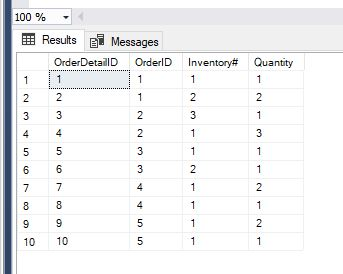 100 %
Results Messages
OrderDetailID OrderID Inventory# Quantity
1 1 1 1 1
2 2 1 2 2
3 3 2 3 1
4 4 2 1 3
5 5 3 1 1
6 6 3 2 1
7 7 4 1 2
8 8 4 1 1
9 9 5 1 2
10 10 5 1 1